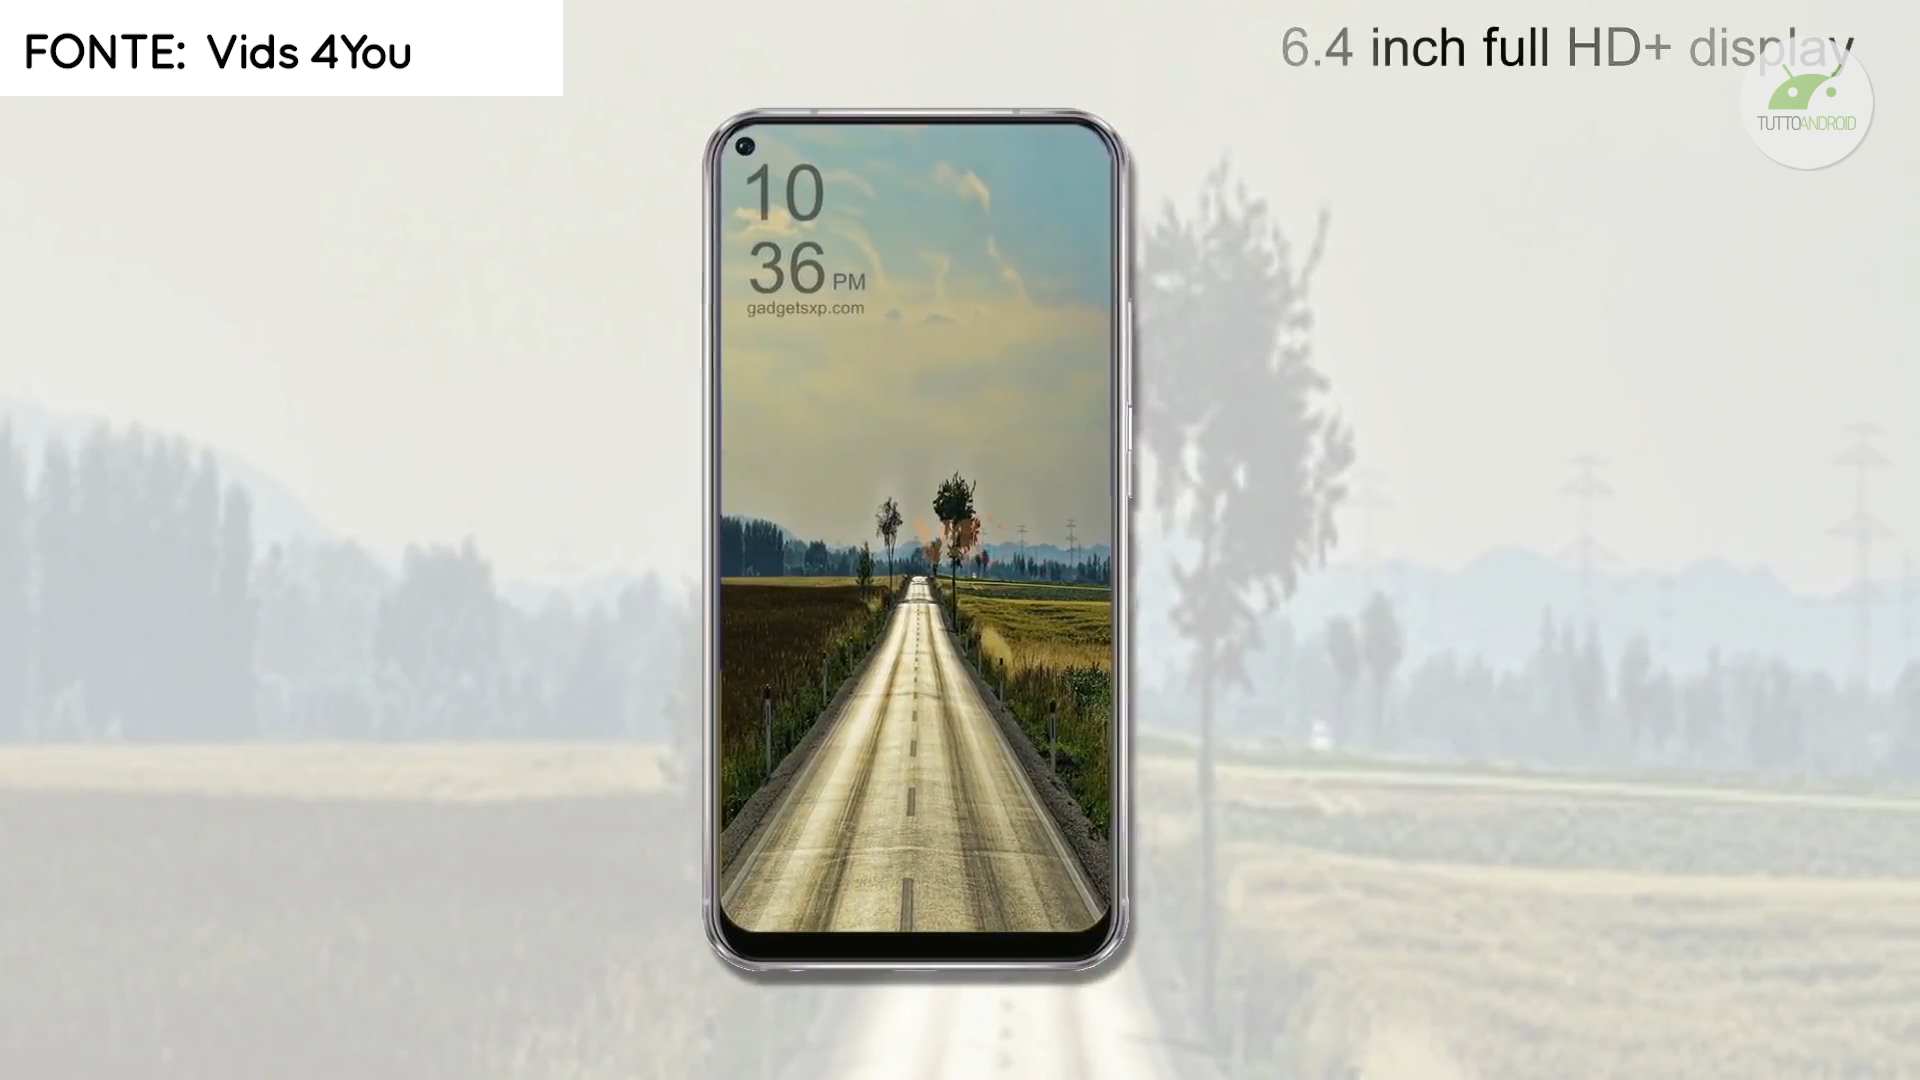 FONTE: Vids 4You
6.4 inch full HD+ display
TUTTOANDROID
10
36 PM
gadgetsxp.com